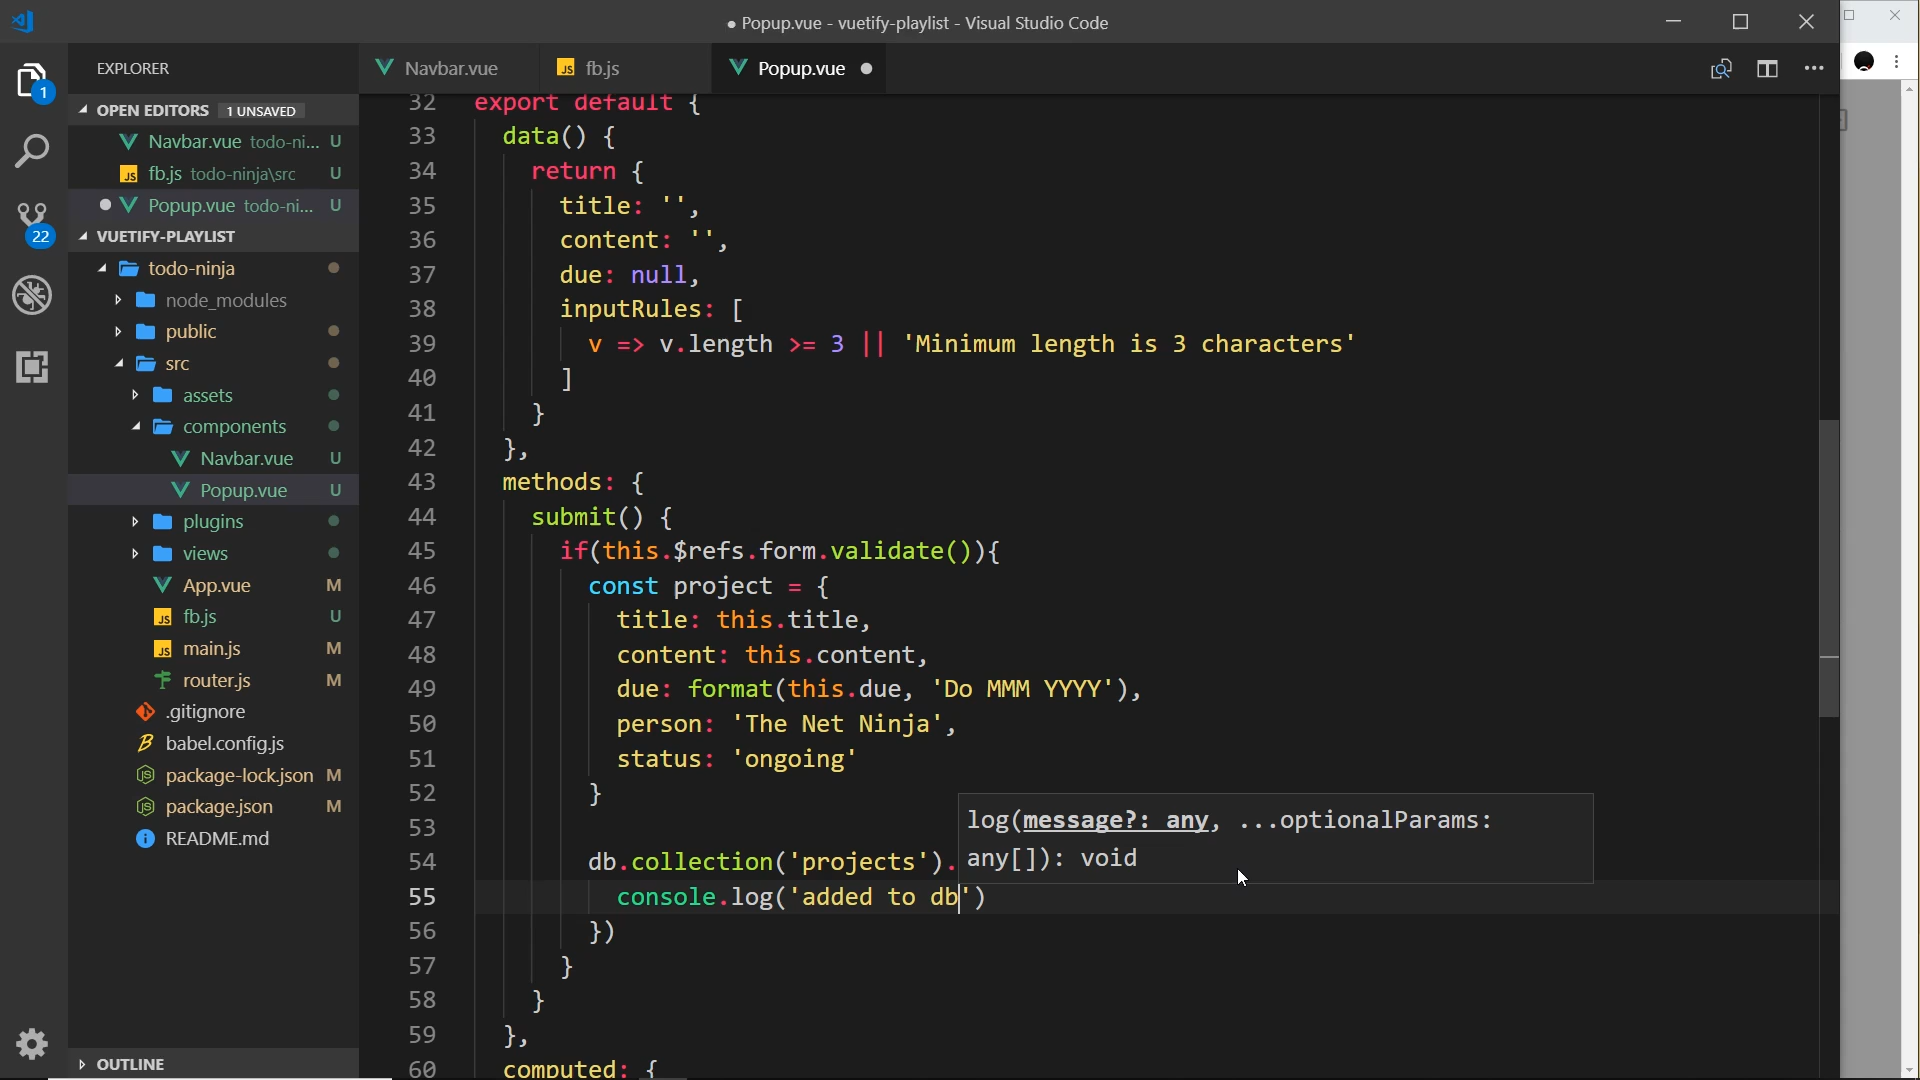 ● Popup.vue - vuetify-playlist - Visual Studio Code
EXPLORER
Navbar.vue
JS fb.js
Popup.vue ●
1
OPEN EDITORS 1 UNSAVED
Navbar.vue todo-ni... U
JS fb.js todo-ninja\src U
● Popup.vue todo-ni... U
22
VUETIFY-PLAYLIST
todo-ninja
node_modules
public
src
assets
components
Navbar.vue U
Popup.vue U
plugins
views
App.vue M
JS fb.js U
JS main.js M
router.js M
.gitignore
babel.config.js
package-lock.json M
package.json M
README.md
OUTLINE
32 export default {
33 data() {
34 return {
35 title: '',
36 content: '',
37 due: null,
38 inputRules: [
39 v => v.length >= 3 || 'Minimum length is 3 characters'
40 ]
41 }
42 },
43 methods: {
44 submit() {
45 if(this.$refs.form.validate()){
46 const project = {
47 title: this.title,
48 content: this.content,
49 due: format(this.due, 'Do MMM YYYY'),
50 person: 'The Net Ninja',
51 status: 'ongoing'
52 }
53
log(message?: any, ...optionalParams:
any[]): void
54 db.collection('projects').
55 console.log('added to db')
56 })
57 }
58 }
59 },
60 computed: {